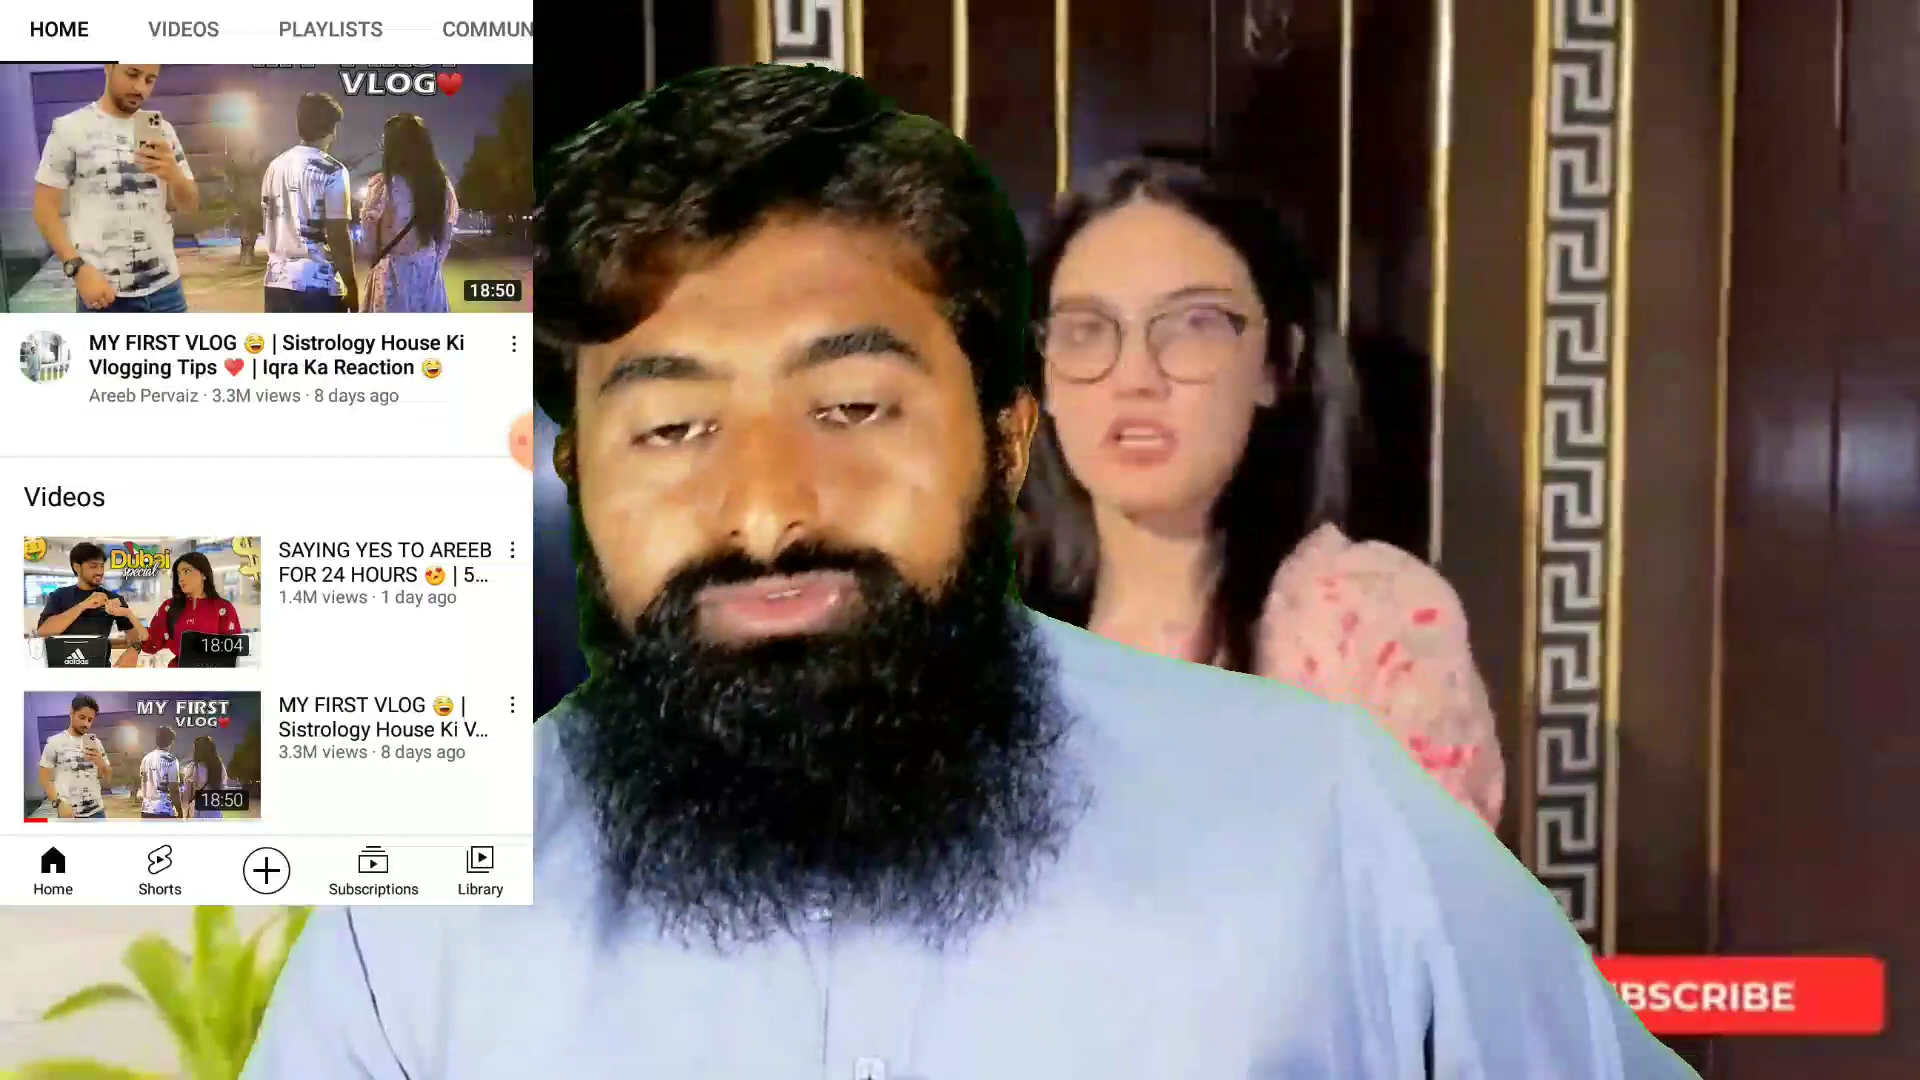 HOME VIDEOS PLAYLISTS COMMUN
VLOG❤️
18:50
MY FIRST VLOG 😅 | Sistrology House Ki
Vlogging Tips ❤️ | Iqra Ka Reaction 😅
Areeb Pervaiz · 3.3M views · 8 days ago
Videos
Dubai
special
adidas
18:04
SAYING YES TO AREEB
FOR 24 HOURS 😍 | 5...
1.4M views · 1 day ago
MY FIRST
VLOG❤️
18:50
MY FIRST VLOG 😅 |
Sistrology House Ki V...
3.3M views · 8 days ago
Home Shorts Subscriptions Library
BSCRIBE